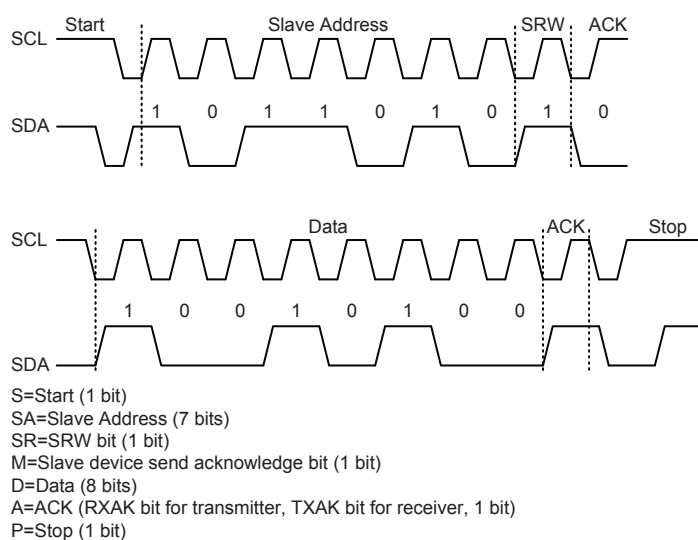 Start Slave Address SRW ACK
SCL
1 0 1 1 0 1 0 1 0
SDA
Data ACK Stop
SCL
1 0 0 1 0 1 0 0
SDA
S=Start (1 bit)
SA=Slave Address (7 bits)
SR=SRW bit (1 bit)
M=Slave device send acknowledge bit (1 bit)
D=Data (8 bits)
A=ACK (RXAK bit for transmitter, TXAK bit for receiver, 1 bit)
P=Stop (1 bit)